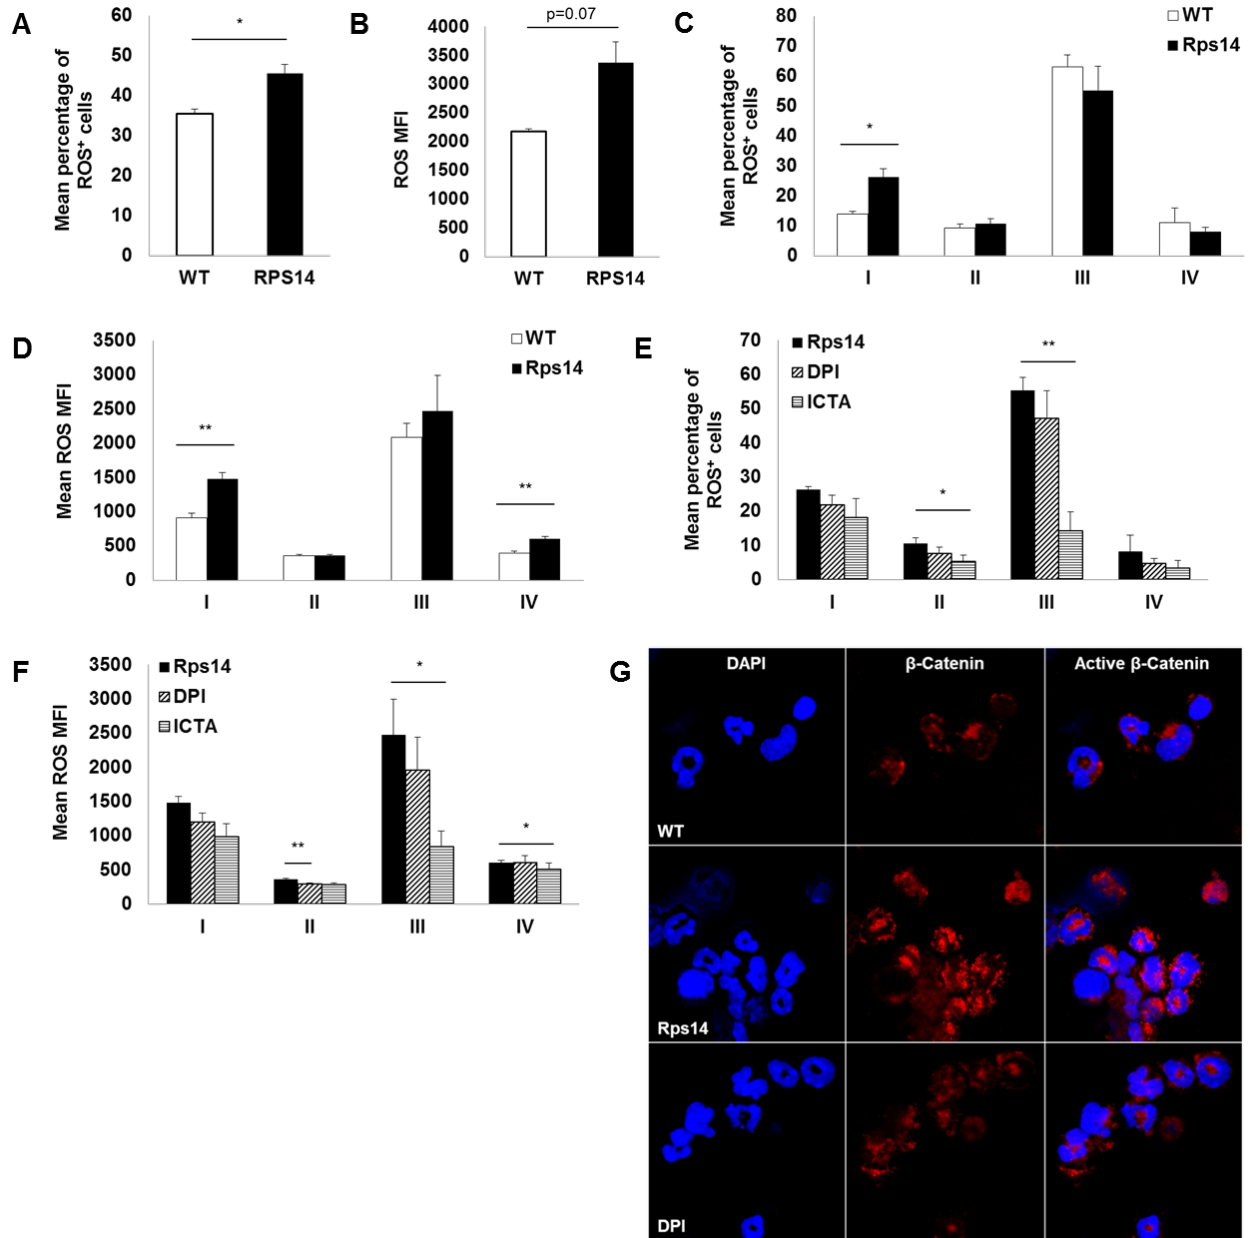 A
Mean percentage of
ROS+ cells
60
50
40
30
20
10
0
*
WT
RPS14
B
ROS MFI
4000
3500
3000
2500
2000
1500
1000
500
0
p=0.07
WT
RPS14
C
Mean percentage of
ROS+ cells
80
70
60
50
40
30
20
10
0
*
WT
Rps14
I
II
III
IV
D
Mean ROS MFI
3500
3000
2500
2000
1500
1000
500
0
**
**
WT
Rps14
I
II
III
IV
E
Mean percentage of
ROS+ cells
70
60
50
40
30
20
10
0
Rps14
DPI
ICTA
*
**
I
II
III
IV
F
Mean ROS MFI
3500
3000
2500
2000
1500
1000
500
0
Rps14
DPI
ICTA
**
*
*
I
II
III
IV
G
DAPI
β-Catenin
Active β-Catenin
WT
Rps14
DPI